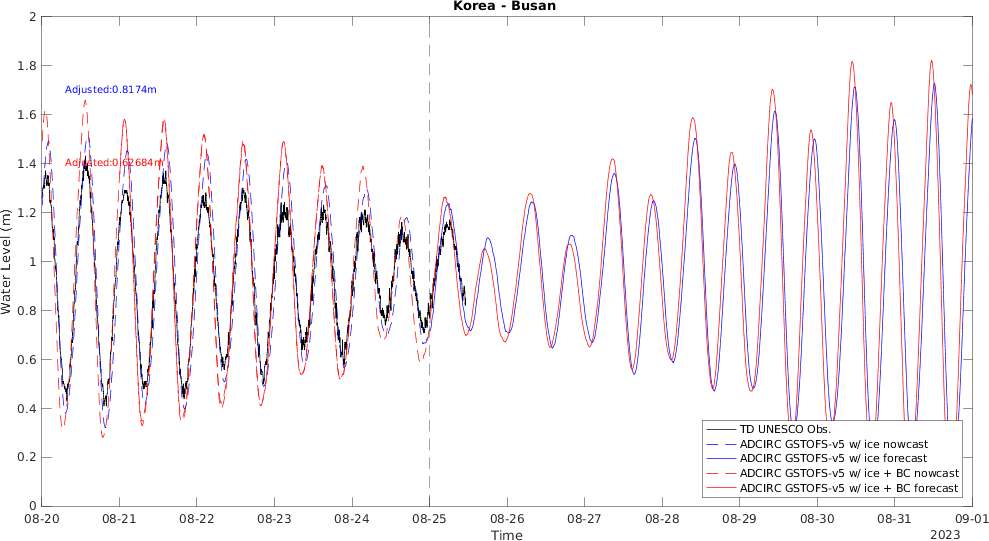 Korea - Busan
2
1.8
1.6
1.4
1.2
1
0.8
0.6
0.4
0.2
0
Water Level (m)
Adjusted:0.8174m
Adjusted:0.62684m
TD UNESCO Obs.
ADCIRC GSTOFS-v5 w/ ice nowcast
ADCIRC GSTOFS-v5 w/ ice forecast
ADCIRC GSTOFS-v5 w/ ice + BC nowcast
ADCIRC GSTOFS-v5 w/ ice + BC forecast
08-20 08-21 08-22 08-23 08-24 08-25 08-26 08-27 08-28 08-29 08-30 08-31 09-01
Time
2023